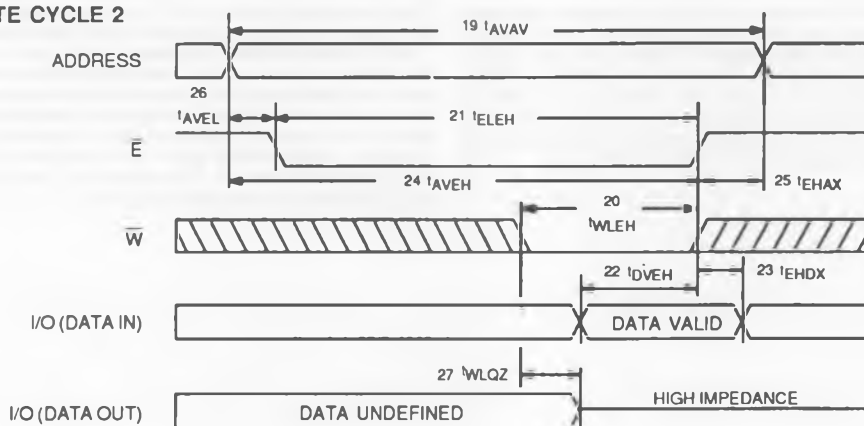 TE CYCLE 2
19 tAVAV
ADDRESS
26
tAVEL
21 tELEH
E
24 tAVEH
25 tEHAX
20
tWLEH
W
22 tDVEH
23 tEHDX
I/O (DATA IN)
DATA VALID
27 tWLQZ
HIGH IMPEDANCE
I/O (DATA OUT)
DATA UNDEFINED